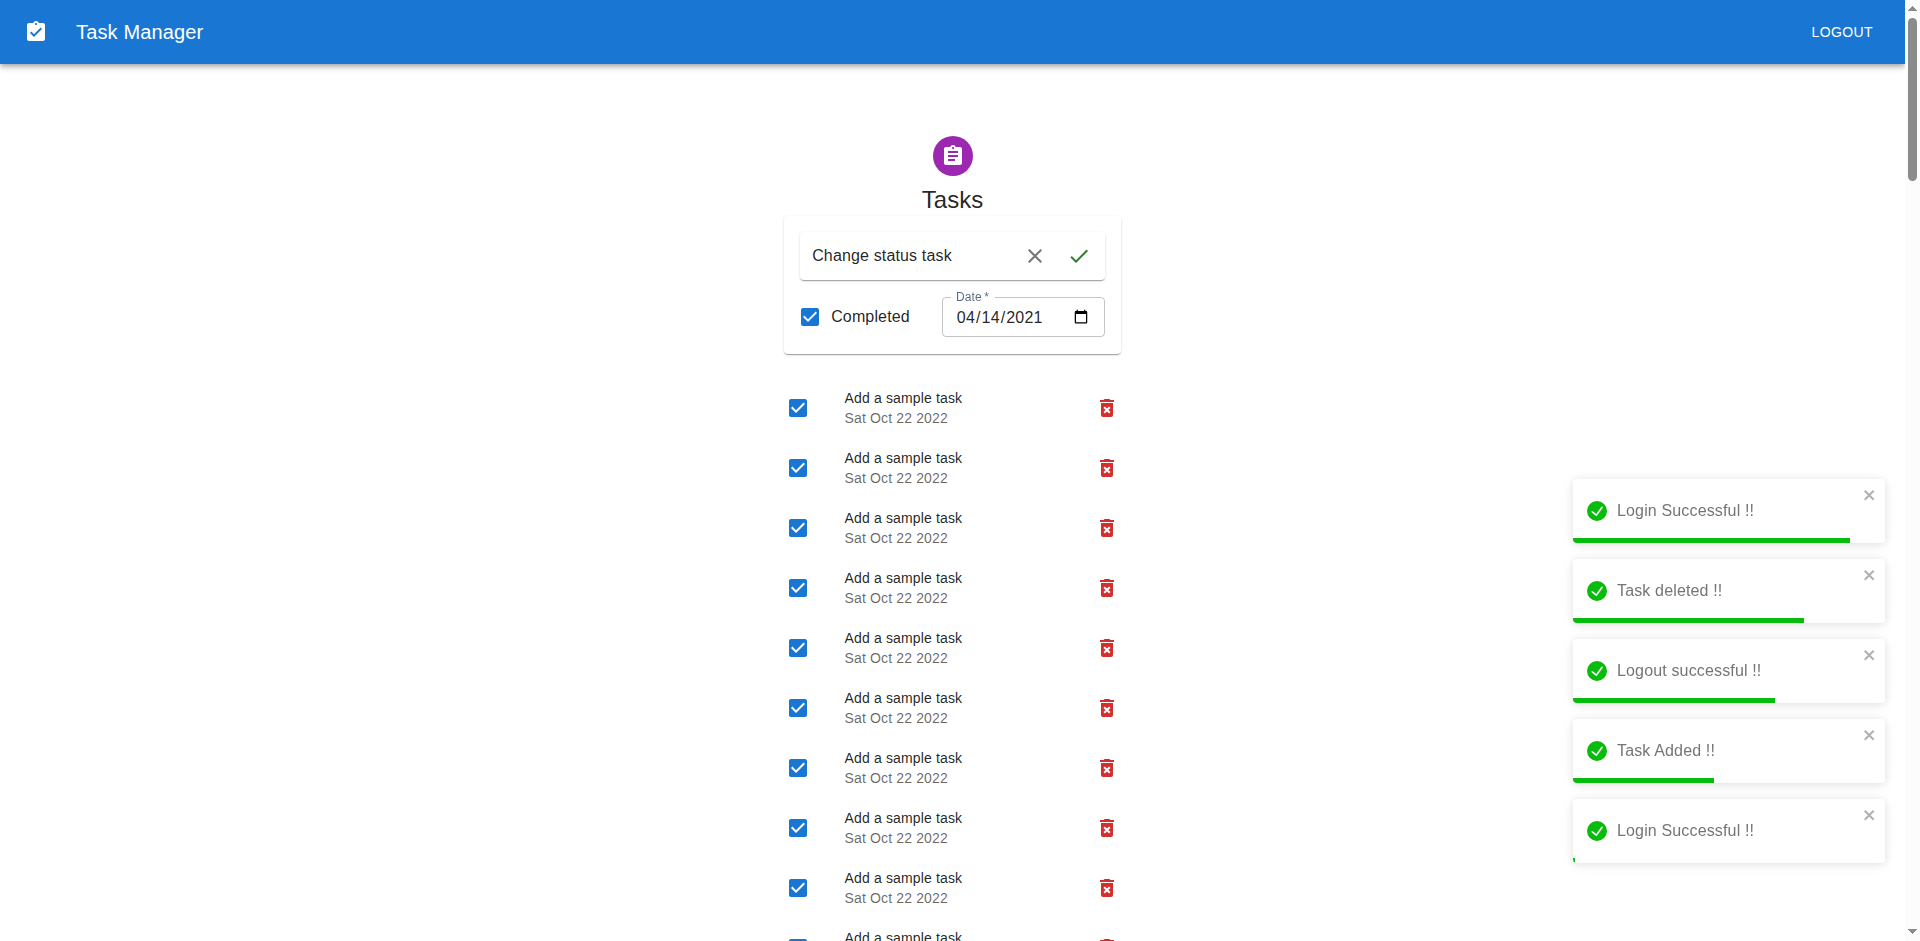 Task Manager
LOGOUT
Tasks
Change status task
Date *
Completed
04/14/2021
Add a sample task
Sat Oct 22 2022
Add a sample task
Sat Oct 22 2022
Add a sample task
Sat Oct 22 2022
Add a sample task
Sat Oct 22 2022
Add a sample task
Sat Oct 22 2022
Add a sample task
Sat Oct 22 2022
Add a sample task
Sat Oct 22 2022
Add a sample task
Sat Oct 22 2022
Add a sample task
Sat Oct 22 2022
Add a sample task
Login Successful !!
Task deleted !!
Logout successful !!
Task Added !!
Login Successful !!